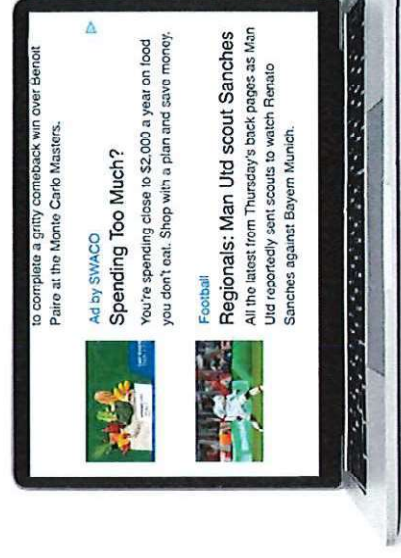 to complete a gritty comeback win over Benoit
Paire at the Monte Carlo Masters.
Ad by SWACO
Spending Too Much?
You're spending close to $2,000 a year on food
you don't eat. Shop with a plan and save money.
Football
Regionals: Man Utd scout Sanches
All the latest from Thursday's back pages as Man
Utd reportedly sent scouts to watch Renato
Sanches against Bayern Munich.